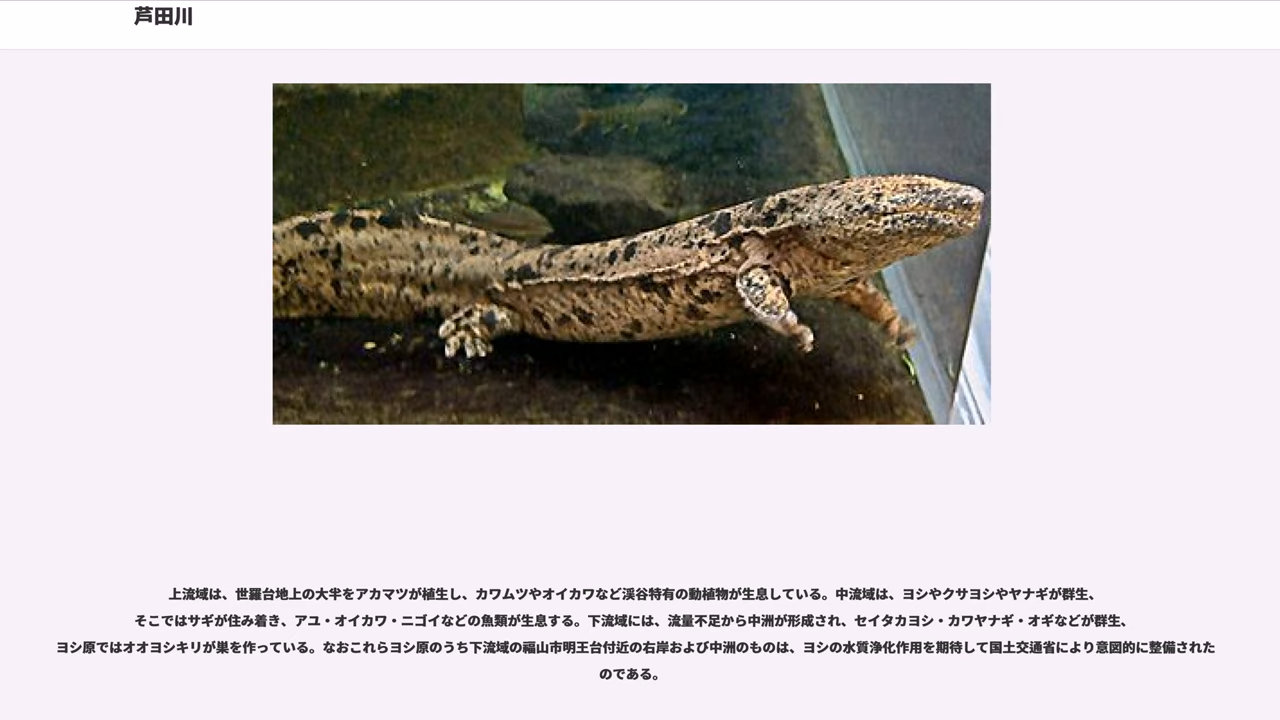 芦田川
上流域は、世羅台地上の大半をアカマツが植生し、カワムツやオイカワなど渓谷特有の動植物が生息している。中流域は、ヨシやクサヨシやヤナギが群生、
そこではサギが住み着き、アユ・オイカワ・ニゴイなどの魚類が生息する。下流域には、流量不足から中洲が形成され、セイタカヨシ・カワヤナギ・オギなどが群生、
ヨシ原ではオオヨシキリが巣を作っている。なおこれらヨシ原のうち下流域の福山市明王台付近の右岸および中洲のものは、ヨシの水質浄化作用を期待して国土交通省により意図的に整備された
のである。